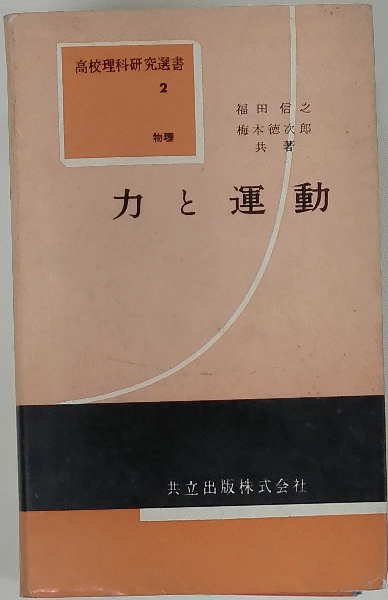 高校理科研究選書
2
物理
福田信之
梅本徳次郎
共著
力と運動
共立出版株式会社